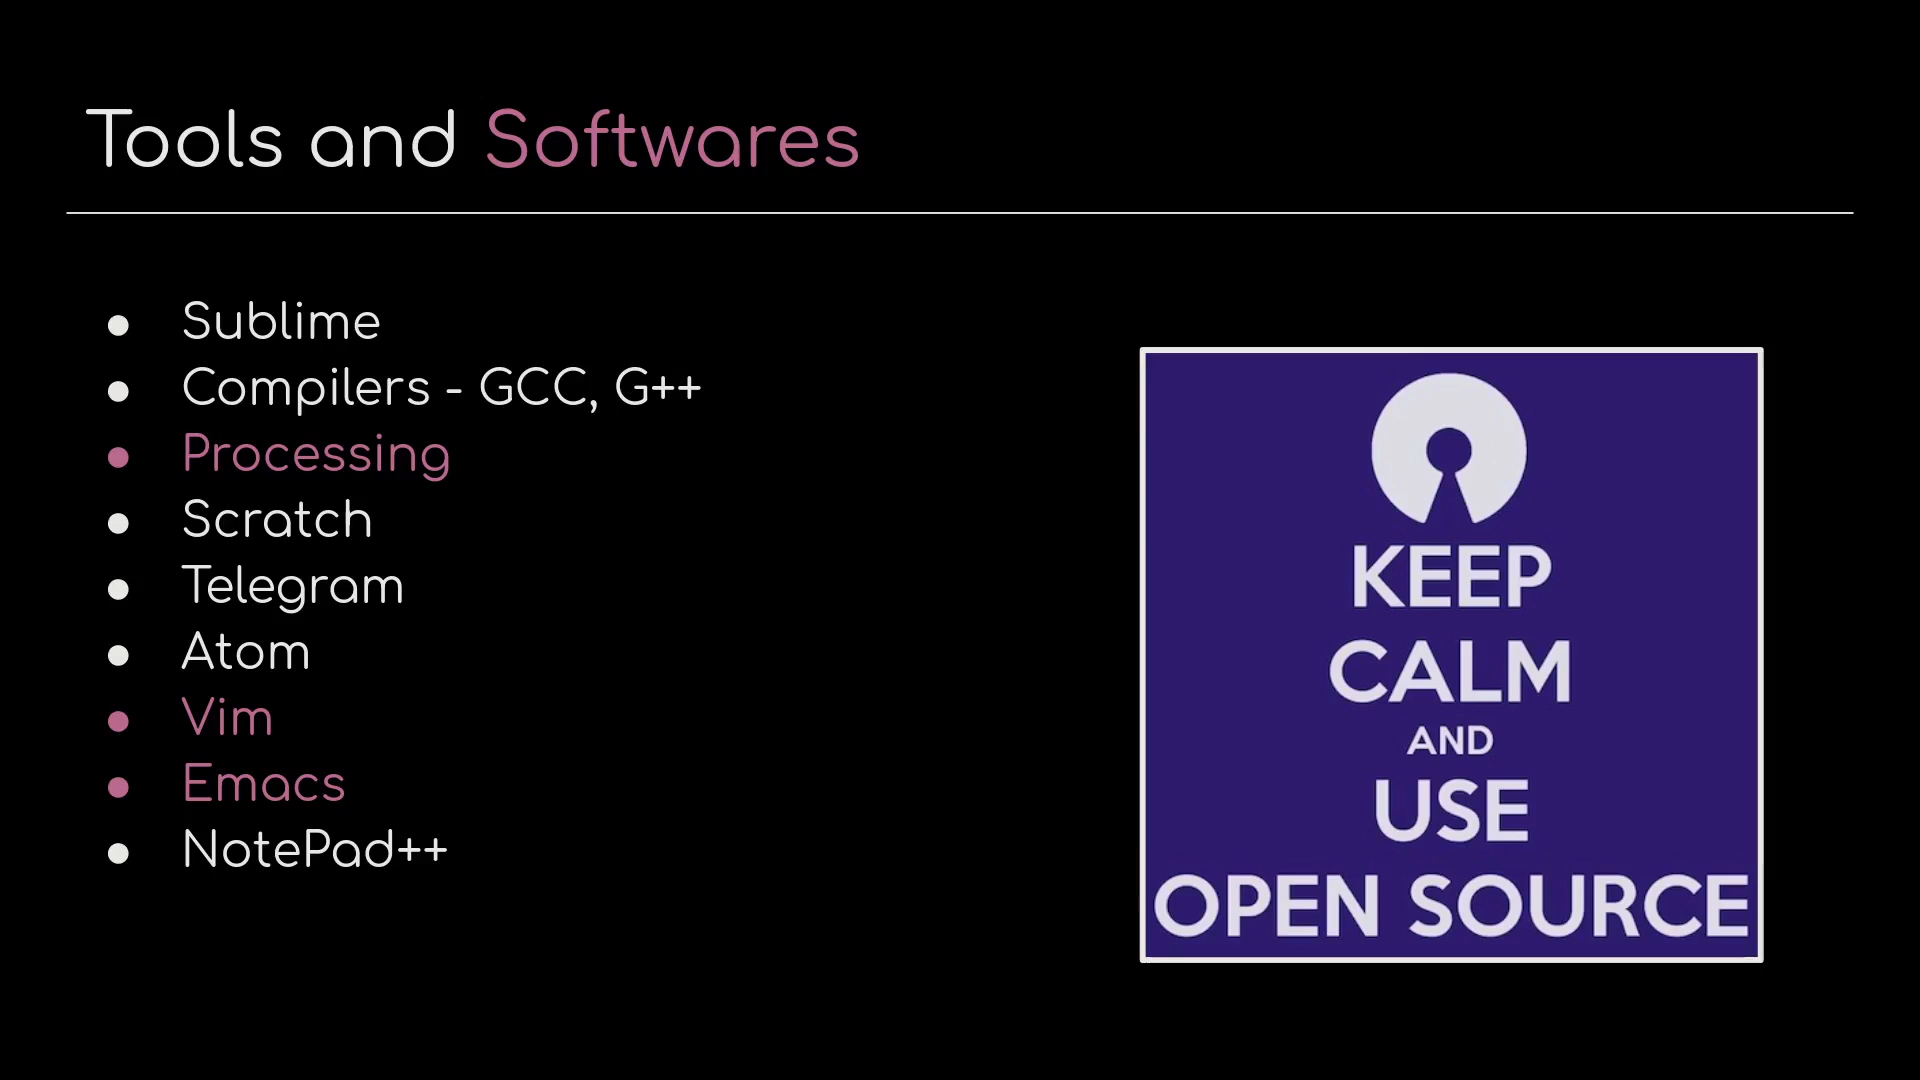 Tools and Softwares
● Sublime
● Compilers - GCC, G++
● Processing
● Scratch
● Telegram
● Atom
● Vim
● Emacs
● NotePad++
KEEP
CALM
AND
USE
OPEN SOURCE